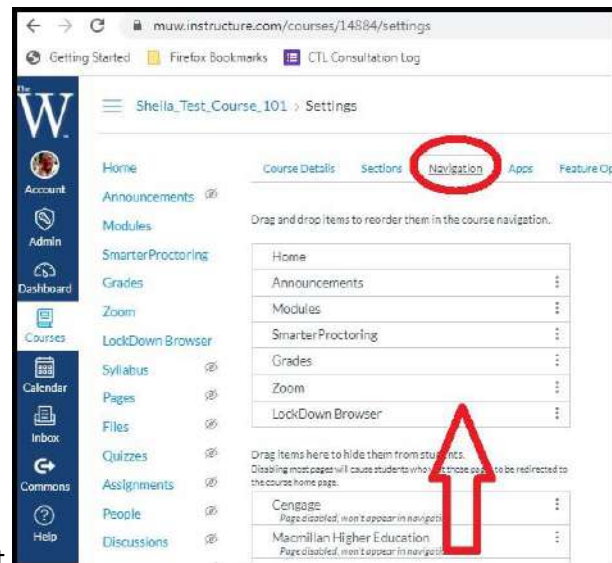 muw.instructure.com/courses/14884/settings
Getting Started Firefox Bookmarks CTL Consultation Log
The
W
Sheila_Test_Course_101 > Settings
Account
Admin
Dashboard
Courses
Calendar
Inbox
Commons
Help
Home
Announcements
Modules
SmarterProctoring
Grades
Zoom
LockDown Browser
Syllabus
Pages
Files
Quizzes
Assignments
People
Discussions
Course Details Sections Navigation Apps Feature Op
Drag and drop items to reorder them in the course navigation.
Home
Announcements
Modules
SmarterProctoring
Grades
Zoom
LockDown Browser
Drag items here to hide them from students.
Disabling most pages will cause students who visit those pages to be redirected to
the course home page.
Cengage
Page disabled, won't appear in navigation
Macmillan Higher Education
Page disabled, won't appear in navigation